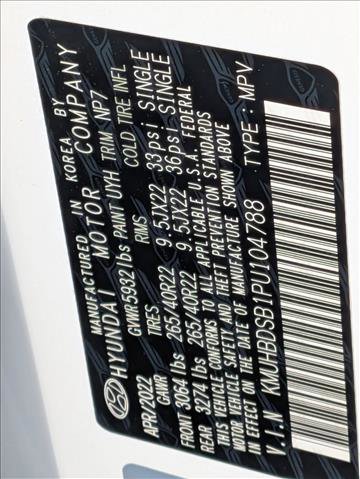 MANUFACTURED IN KOREA BY
HYUNDAI MOTOR COMPANY
APR/2022 GVWR5932lbs PAINT UYH TRIM NP7
GAWR TIRES RIMS COLD TIRE INFL
FRONT 3064 lbs 265/40R22 9.5JX22 33psi SINGLE
REAR 3274 lbs 265/40R22 9.5JX22 36psi SINGLE
THIS VEHICLE CONFORMS TO ALL APPLICABLE U.S.A. FEDERAL
MOTOR VEHICLE SAFETY AND THEFT PREVENTION STANDARDS
IN EFFECT ON THE DATE OF MANUFACTURE SHOWN ABOVE
V.I.N KMUHBDSB1PU104788 TYPE: MPV